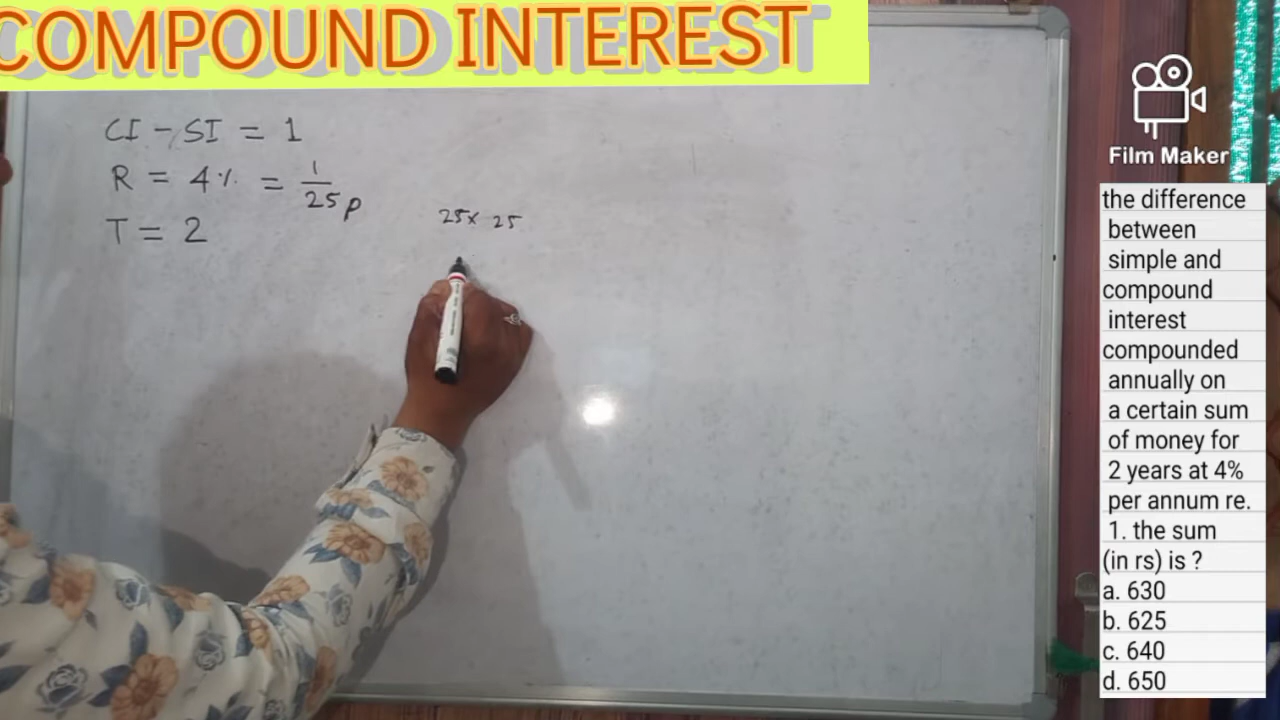 COMPOUND INTEREST
CI - SI = 1
R = 4% = 1/25 P
T = 2
25 x 25
Film Maker
the difference
between
simple and
compound
interest
compounded
annually on
a certain sum
of money for
2 years at 4%
per annum re.
1. the sum
(in rs) is ?
a. 630
b. 625
c. 640
d. 650